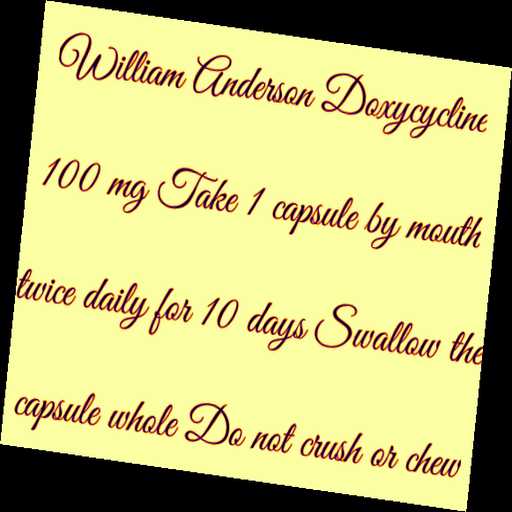 William Anderson Doxycycline
100 mg Take 1 capsule by mouth
twice daily for 10 days Swallow the
capsule whole Do not crush or chew